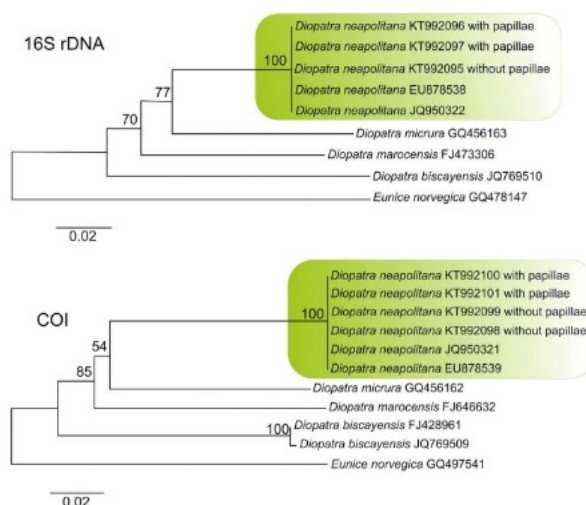 16S rDNA
Diopatra neapolitana KT992096 with papillae
Diopatra neapolitana KT992097 with papillae
100
Diopatra neapolitana KT992095 without papillae
Diopatra neapolitana EU878538
77
Diopatra neapolitana JQ950322
70
Diopatra micrura GQ456163
Diopatra marocensis FJ473306
Diopatra biscayensis JQ769510
Eunice norvegica GQ478147
0.02
Diopatra neapolitana KT992100 with papillae
Diopatra neapolitana KT992101 with papillae
COI
100
Diopatra neapolitana KT992099 without papillae
Diopatra neapolitana KT992098 without papillae
54
Diopatra neapolitana JQ950321
85
Diopatra neapolitana EU878539
Diopatra micrura GQ456162
Diopatra marocensis FJ646632
Diopatra biscayensis FJ428961
100
Diopatra biscayensis JQ769509
Eunice norvegica GQ497541
0.02